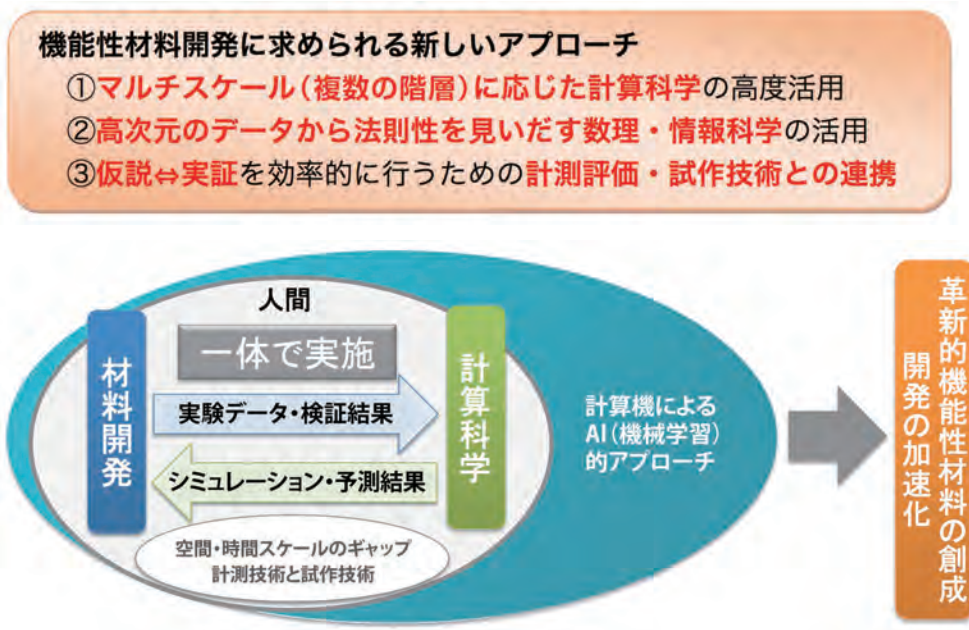 機能性材料開発に求められる新しいアプローチ
①マルチスケール(複数の階層)に応じた計算科学の高度活用
②高次元のデータから法則性を見いだす数理・情報科学の活用
③仮説⇔実証を効率的に行うための計測評価・試作技術との連携
人間
一体で実施
材料開発
実験データ・検証結果
シミュレーション・予測結果
計算科学
空間・時間スケールのギャップ
計測技術と試作技術
計算機による
AI(機械学習)
的アプローチ
革新的機能性材料の創成
開発の加速化